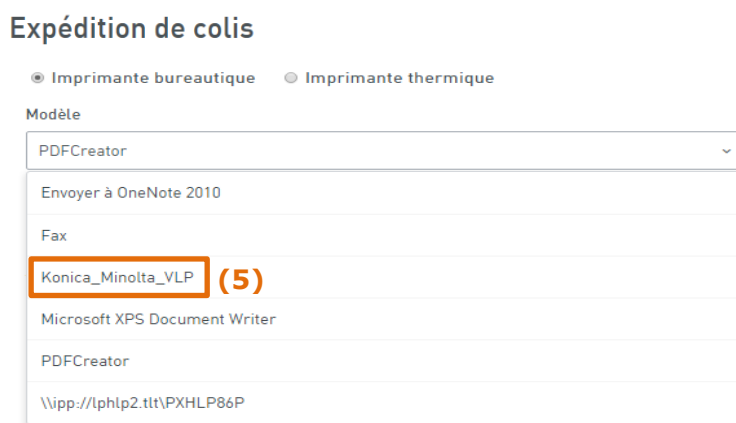 Expédition de colis
Imprimante bureautique Imprimante thermique
Modèle
PDFCreator
Envoyer à OneNote 2010
Fax
Konica_Minolta_VLP (5)
Microsoft XPS Document Writer
PDFCreator
\\ipp://lphlp2.tlt\PXHLP86P